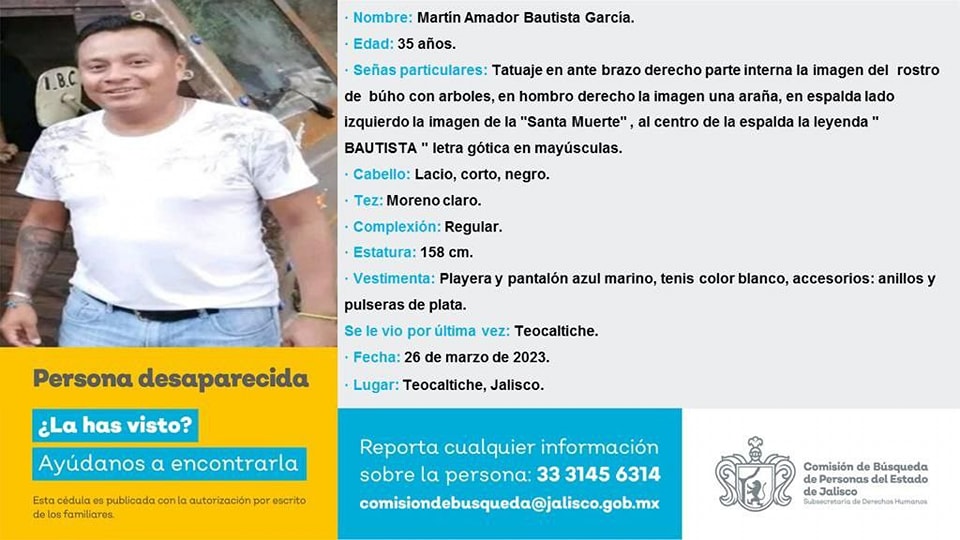 I.B.C
· Nombre: Martín Amador Bautista García.
· Edad: 35 años.
· Señas particulares: Tatuaje en ante brazo derecho parte interna la imagen del rostro
de búho con arboles, en hombro derecho la imagen una araña, en espalda lado
izquierdo la imagen de la "Santa Muerte" , al centro de la espalda la leyenda "
BAUTISTA " letra gótica en mayúsculas.
· Cabello: Lacio, corto, negro.
· Tez: Moreno claro.
· Complexión: Regular.
· Estatura: 158 cm.
· Vestimenta: Playera y pantalón azul marino, tenis color blanco, accesorios: anillos y
pulseras de plata.
Se le vio por última vez: Teocaltiche.
· Fecha: 26 de marzo de 2023.
· Lugar: Teocaltiche, Jalisco.
Persona desaparecida
¿La has visto?
Ayúdanos a encontrarla
Esta cédula es publicada con la autorización por escrito
de los familiares.
Reporta cualquier información
sobre la persona: 33 3145 6314
comisiondebusqueda@jalisco.gob.mx
Comisión de Búsqueda
de Personas del Estado
de Jalisco
Subsecretaría de Derechos Humanos